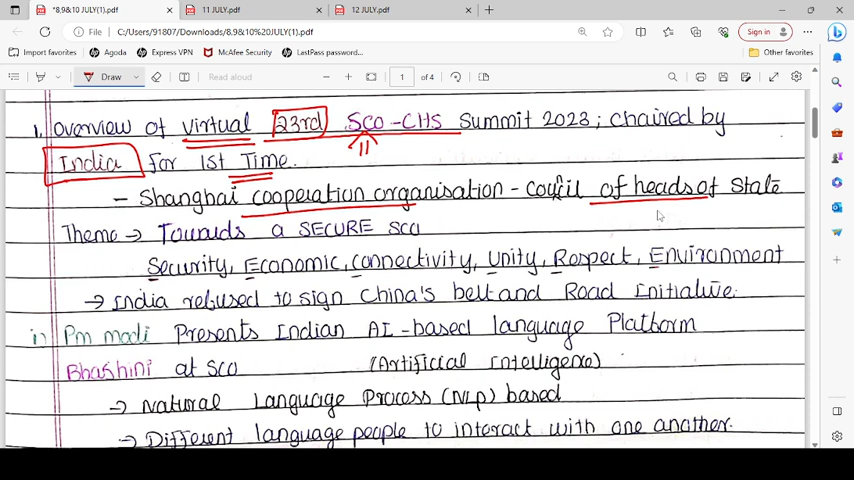 *8,9&10 JULY(1).pdf
11 JULY.pdf
12 JULY.pdf
File
C:/Users/91807/Downloads/8,9&10%20JULY(1).pdf
Sign in
Import favorites
Agoda
Express VPN
McAfee Security
LastPass password...
Other favorites
Draw
Read aloud
1
of 4
1. Overview of virtual 23rd SCO-CHS Summit 2023; chaired by
India for 1st Time.
- Shanghai cooperation organisation - council of heads of State
Theme → Towards a SECURE SCO
Security, Economic, Connectivity, Unity, Respect, Environment
→ India refused to sign China's belt and Road Initiative.
i) Pm modi Presents Indian AI-based language Platform
Bhashini at SCO (Artificial Intelligence)
→ Natural Language Process (NLP) based
→ Different language people to interact with one another.